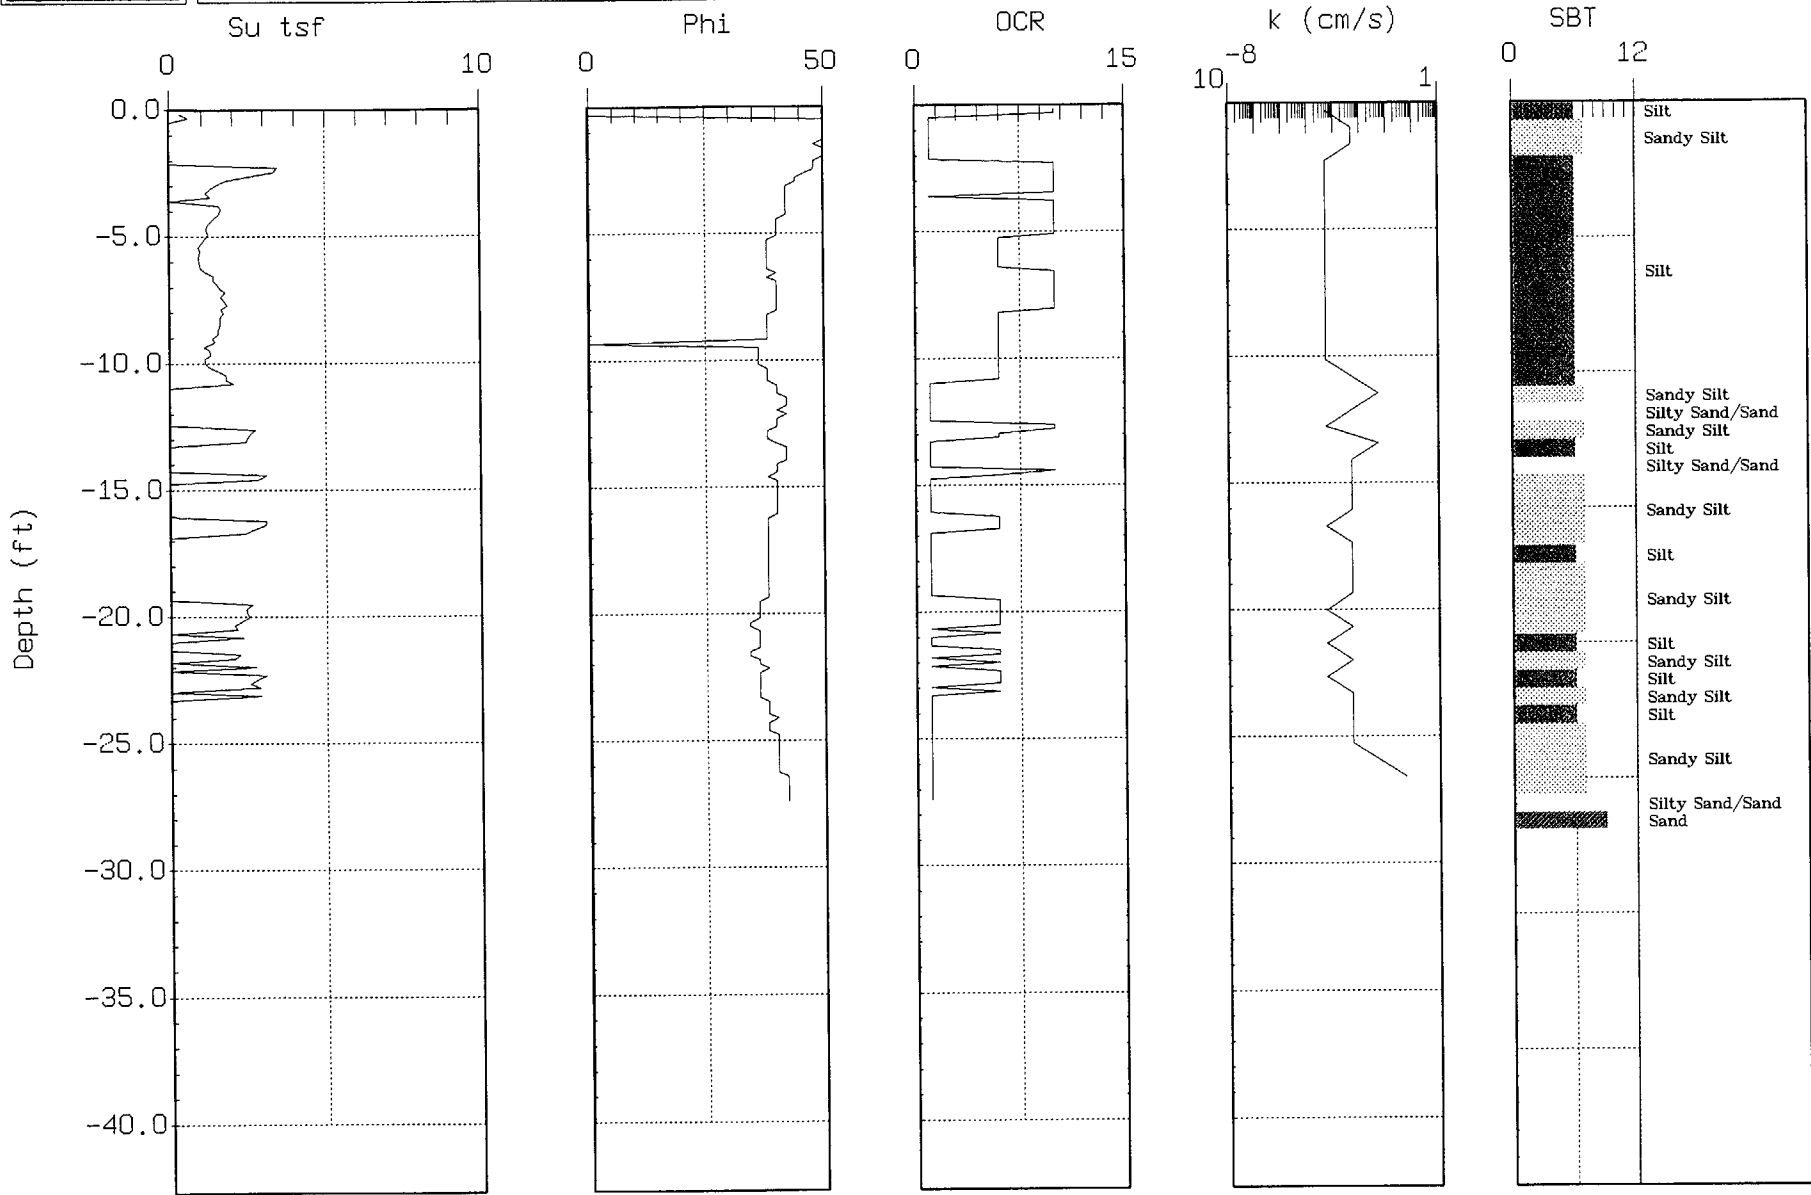 Su tsf
Phi
OCR
k (cm/s)
SBT
0 10
0 50
0 15
10 -8 1
0 12
0.0
-5.0
-10.0
-15.0
-20.0
-25.0
-30.0
-35.0
-40.0
Depth (ft)
Silt
Sandy Silt
Silt
Sandy Silt
Silty Sand/Sand
Sandy Silt
Silt
Silty Sand/Sand
Sandy Silt
Silt
Sandy Silt
Silt
Sandy Silt
Silt
Sandy Silt
Silt
Sandy Silt
Silty Sand/Sand
Sand